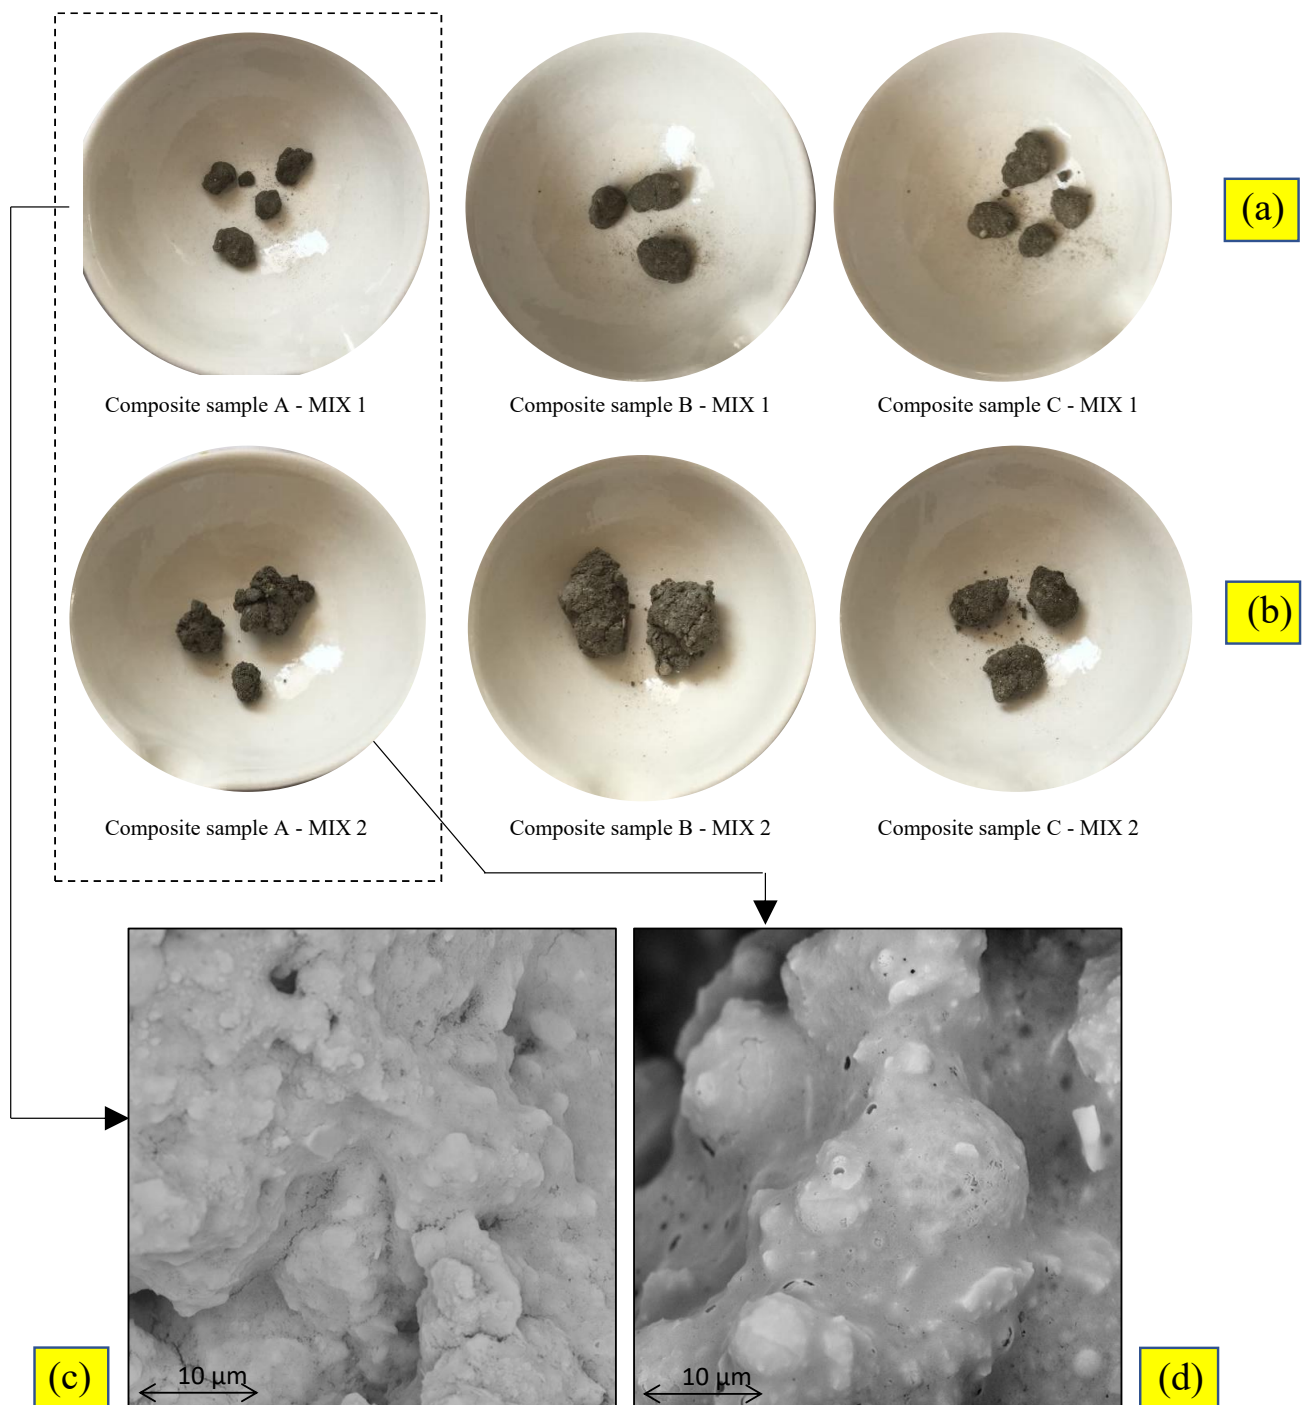 (a)
Composite sample A - MIX 1
Composite sample B - MIX 1
Composite sample C - MIX 1
(b)
Composite sample A - MIX 2
Composite sample B - MIX 2
Composite sample C - MIX 2
(c)
10 µm
10 µm
(d)